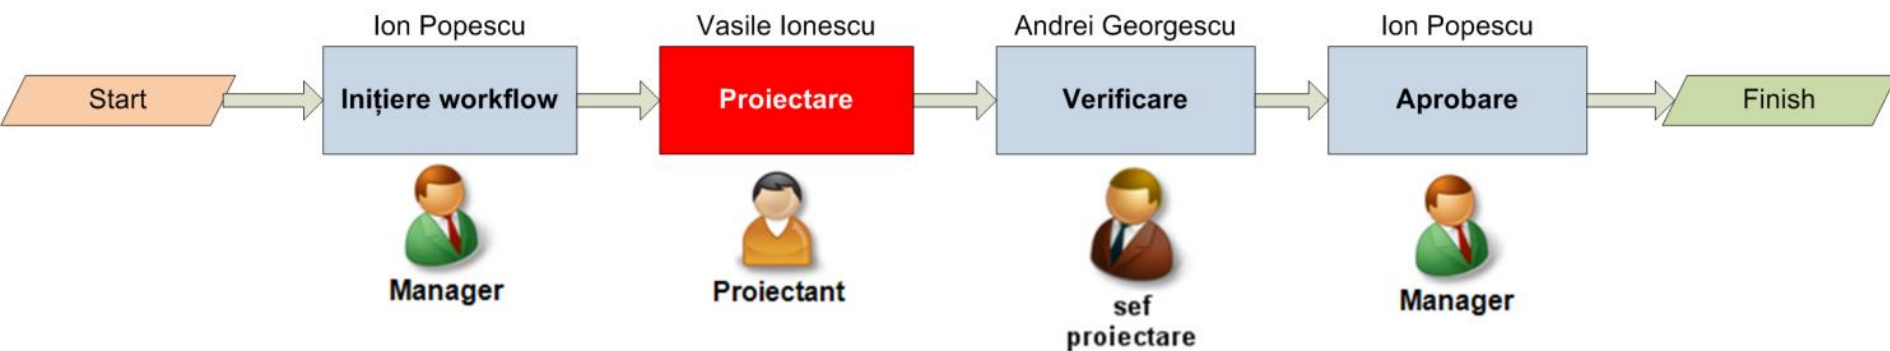 Ion Popescu
Vasile Ionescu
Andrei Georgescu
Ion Popescu
Start
Inițiere workflow
Proiectare
Verificare
Aprobare
Finish
Manager
Proiectant
sef
proiectare
Manager